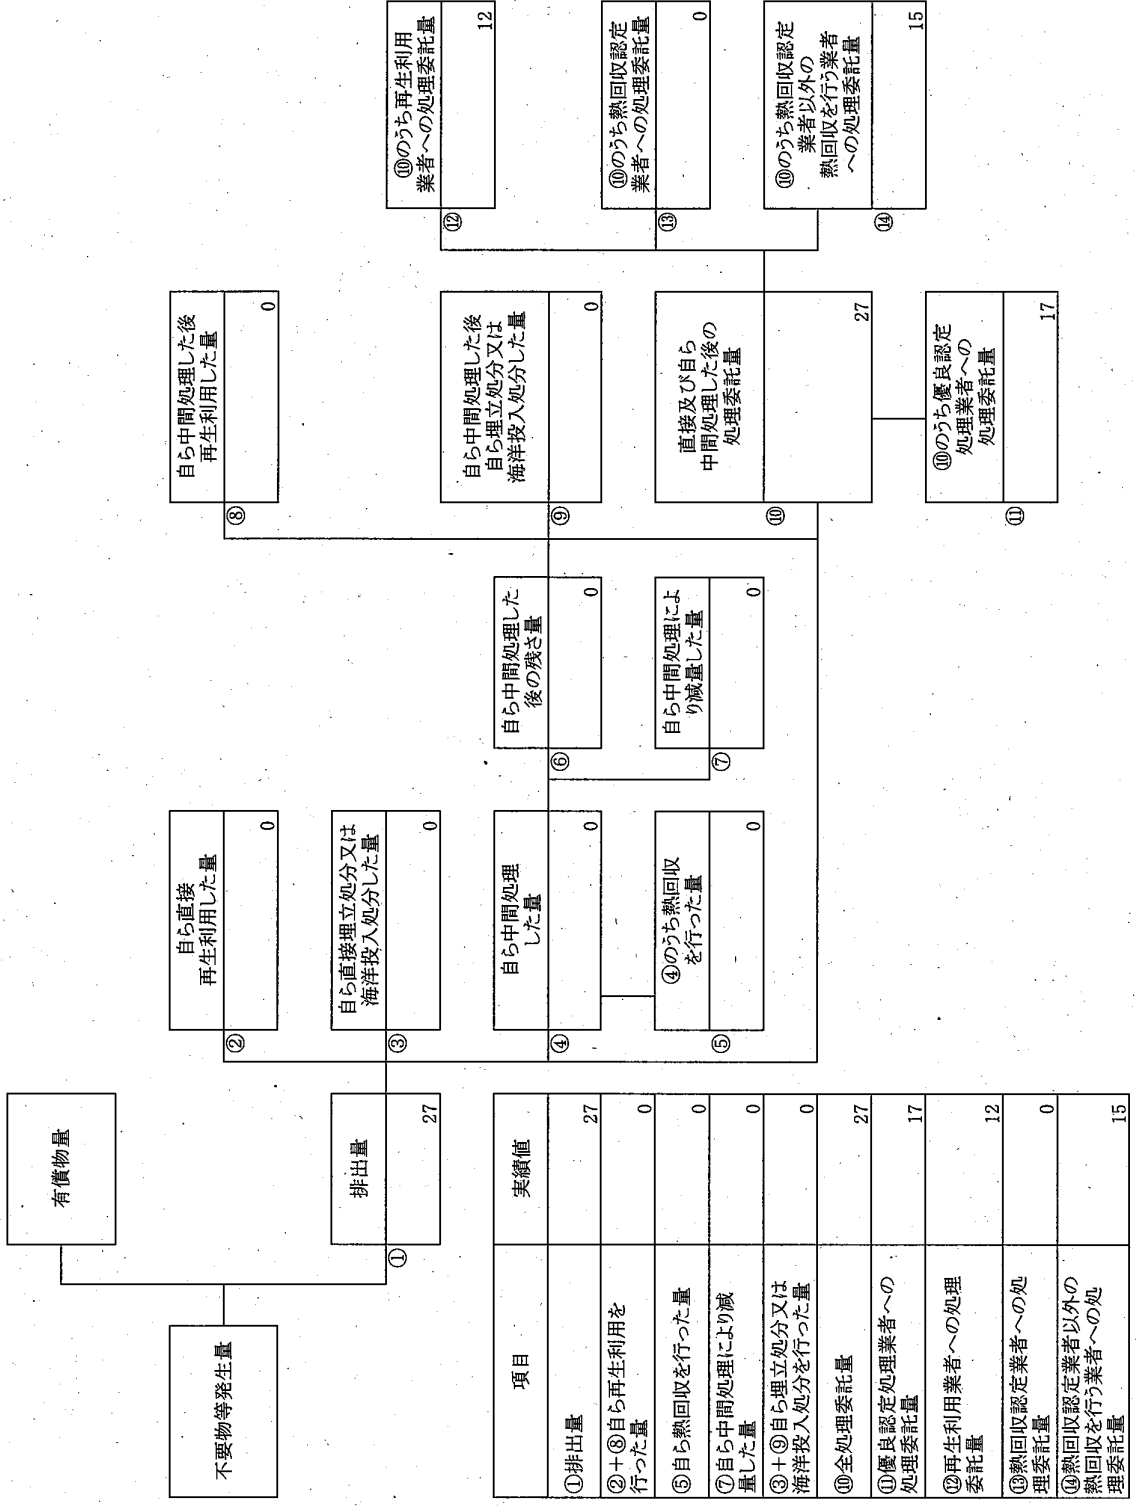 不要物等発生量
有償物量
排出量
①
27
自ら直接
再生利用した量
②
0
自ら直接埋立処分又は
海洋投入処分した量
③
0
自ら中間処理
した量
④
0
④のうち熱回収
を行った量
⑤
0
自ら中間処理した
後の残さ量
⑥
0
自ら中間処理によ
り減量した量
⑦
0
自ら中間処理した後
再生利用した量
⑧
0
自ら中間処理した後
自ら埋立処分又は
海洋投入処分した量
⑨
0
直接及び自ら
中間処理した後の
処理委託量
⑩
27
⑩のうち優良認定
処理業者への
処理委託量
⑪
17
⑩のうち再生利用
業者への処理委託量
⑫
12
⑩のうち熱回収認定
業者への処理委託量
⑬
0
⑩のうち熱回収認定
業者以外の
熱回収を行う業者
への処理委託量
⑭
15
項目
実績値
①排出量
27
②+⑧自ら再生利用を
行った量
0
⑤自ら熱回収を行った量
0
⑦自ら中間処理により減
量した量
0
③+⑨自ら埋立処分又は
海洋投入処分を行った量
0
⑩全処理委託量
27
⑪優良認定処理業者への
処理委託量
17
⑫再生利用業者への処理
委託量
12
⑬熱回収認定業者への処
理委託量
0
⑭熱回収認定業者以外の
熱回収を行う業者への処
理委託量
15